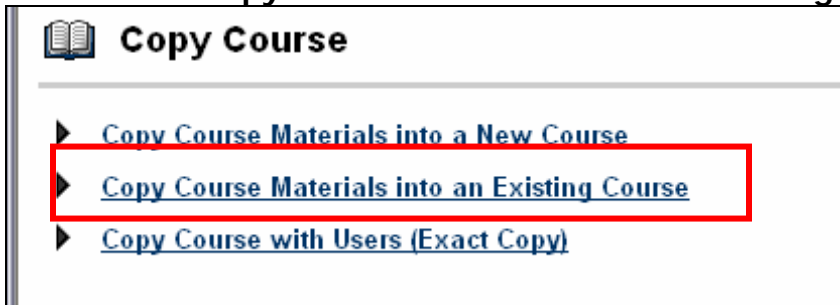 Copy Course
Copy Course Materials into a New Course
Copy Course Materials into an Existing Course
Copy Course with Users (Exact Copy)